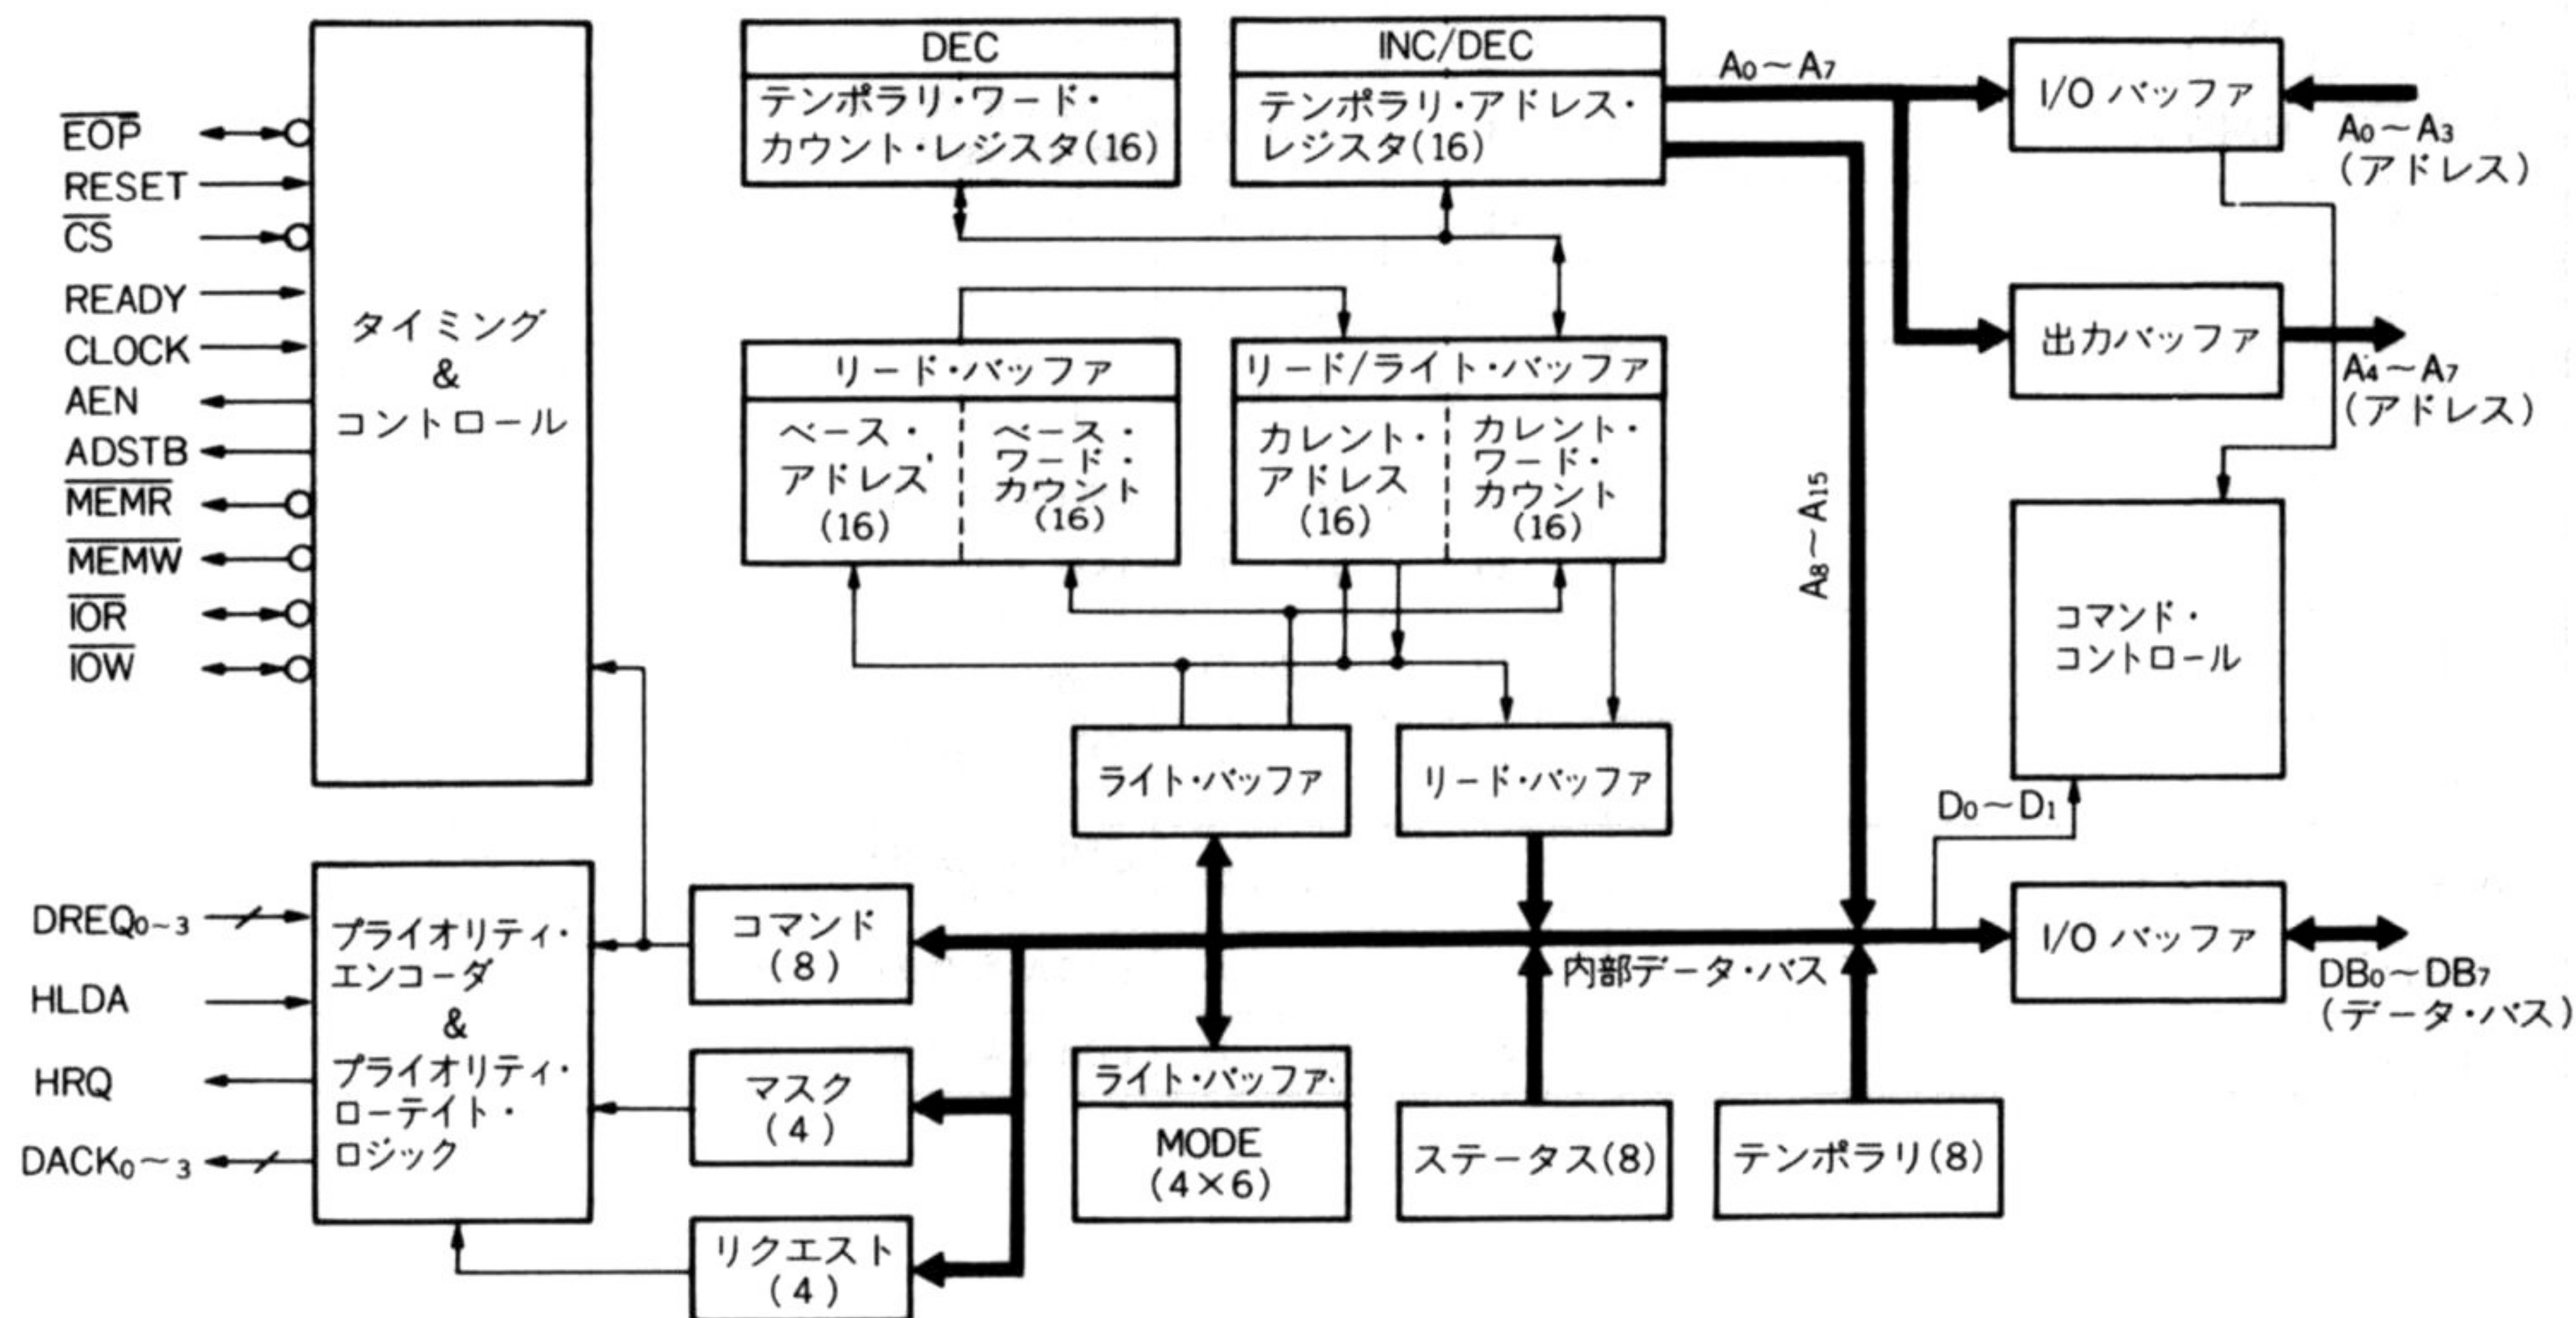 EOP
RESET
CS
READY
CLOCK
AEN
ADSTB
MEMR
MEMW
IOR
IOW
タイミング
&
コントロール
DREQ0~3
HLDA
HRQ
DACK0~3
プライオリティ・
エンコーダ
&
プライオリティ・
ローテイト・
ロジック
DEC
テンポラリ・ワード・
カウント・レジスタ(16)
INC/DEC
テンポラリ・アドレス・
レジスタ(16)
リード・バッファ
ベース・
アドレス
(16)
ベース・
ワード・
カウント
(16)
リード/ライト・バッファ
カレント・
アドレス
(16)
カレント・
ワード・
カウント
(16)
ライト・バッファ
リード・バッファ
コマンド
(8)
マスク
(4)
リクエスト
(4)
ライト・バッファ
MODE
(4×6)
ステータス(8)
テンポラリ(8)
内部データ・バス
A0~A7
A8~A15
I/O バッファ
A0~A3
(アドレス)
出力バッファ
A4~A7
(アドレス)
コマンド・
コントロール
D0~D1
I/O バッファ
DB0~DB7
(データ・バス)